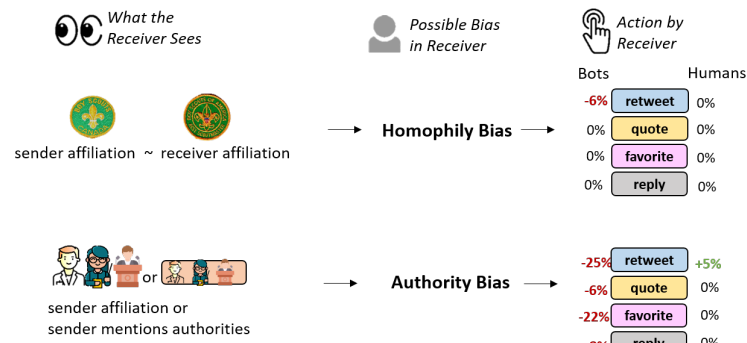 What the
Receiver Sees
Possible Bias
in Receiver
Action by
Receiver
Bots
Humans
-6% retweet 0%
0% quote 0%
0% favorite 0%
0% reply 0%
sender affiliation ~ receiver affiliation
Homophily Bias
-25% retweet +5%
-6% quote 0%
-22% favorite 0%
reply 0%
or
Authority Bias
sender affiliation or
sender mentions authorities